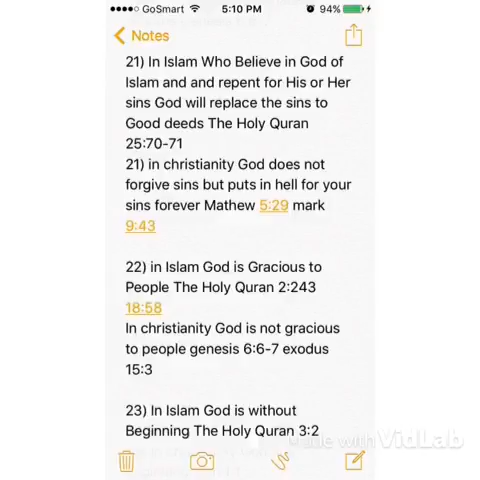 GoSmart 5:10 PM 94%
Notes
21) In Islam Who Believe in God of
Islam and and repent for His or Her
sins God will replace the sins to
Good deeds The Holy Quran
25:70-71
21) in christianity God does not
forgive sins but puts in hell for your
sins forever Mathew 5:29 mark
9:43
22) in Islam God is Gracious to
People The Holy Quran 2:243
18:58
In christianity God is not gracious
to people genesis 6:6-7 exodus
15:3
23) In Islam God is without
Beginning The Holy Quran 3:2
Made with VidLab